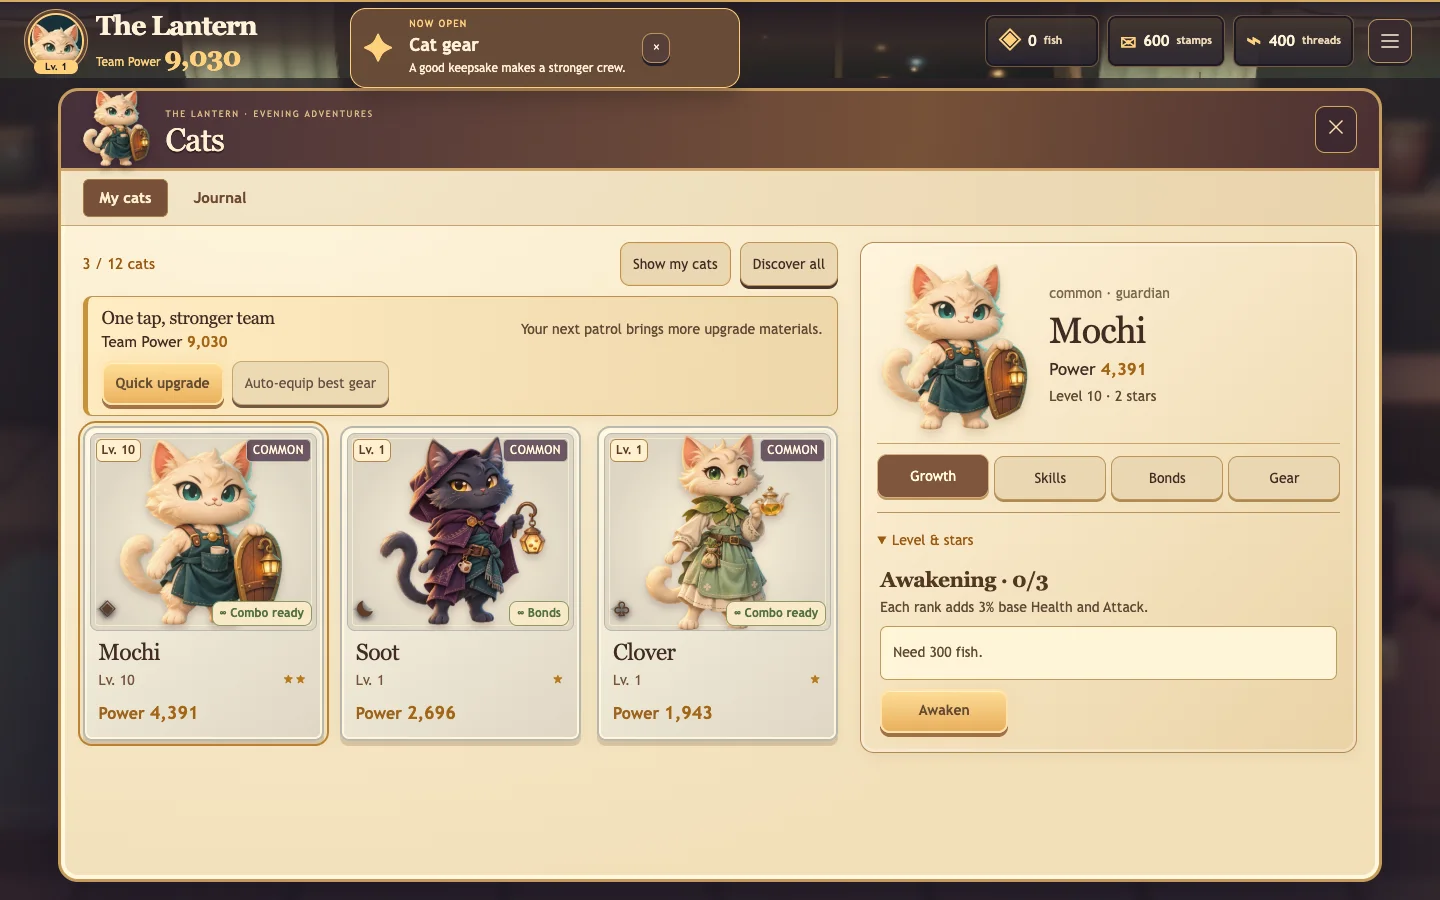 The Lantern
Team Power 9,030
Lv. 1
NOW OPEN
Cat gear
A good keepsake makes a stronger crew.
×
0 fish
600 stamps
400 threads
THE LANTERN · EVENING ADVENTURES
Cats
My cats
Journal
3 / 12 cats
Show my cats
Discover all
One tap, stronger team
Team Power 9,030
Your next patrol brings more upgrade materials.
Quick upgrade
Auto-equip best gear
Lv. 10
COMMON
∞ Combo ready
Mochi
Lv. 10
★★
Power 4,391
Lv. 1
COMMON
∞ Bonds
Soot
Lv. 1
★
Power 2,696
Lv. 1
COMMON
∞ Combo ready
Clover
Lv. 1
★
Power 1,943
common · guardian
Mochi
Power 4,391
Level 10 · 2 stars
Growth
Skills
Bonds
Gear
▼ Level & stars
Awakening · 0/3
Each rank adds 3% base Health and Attack.
Need 300 fish.
Awaken